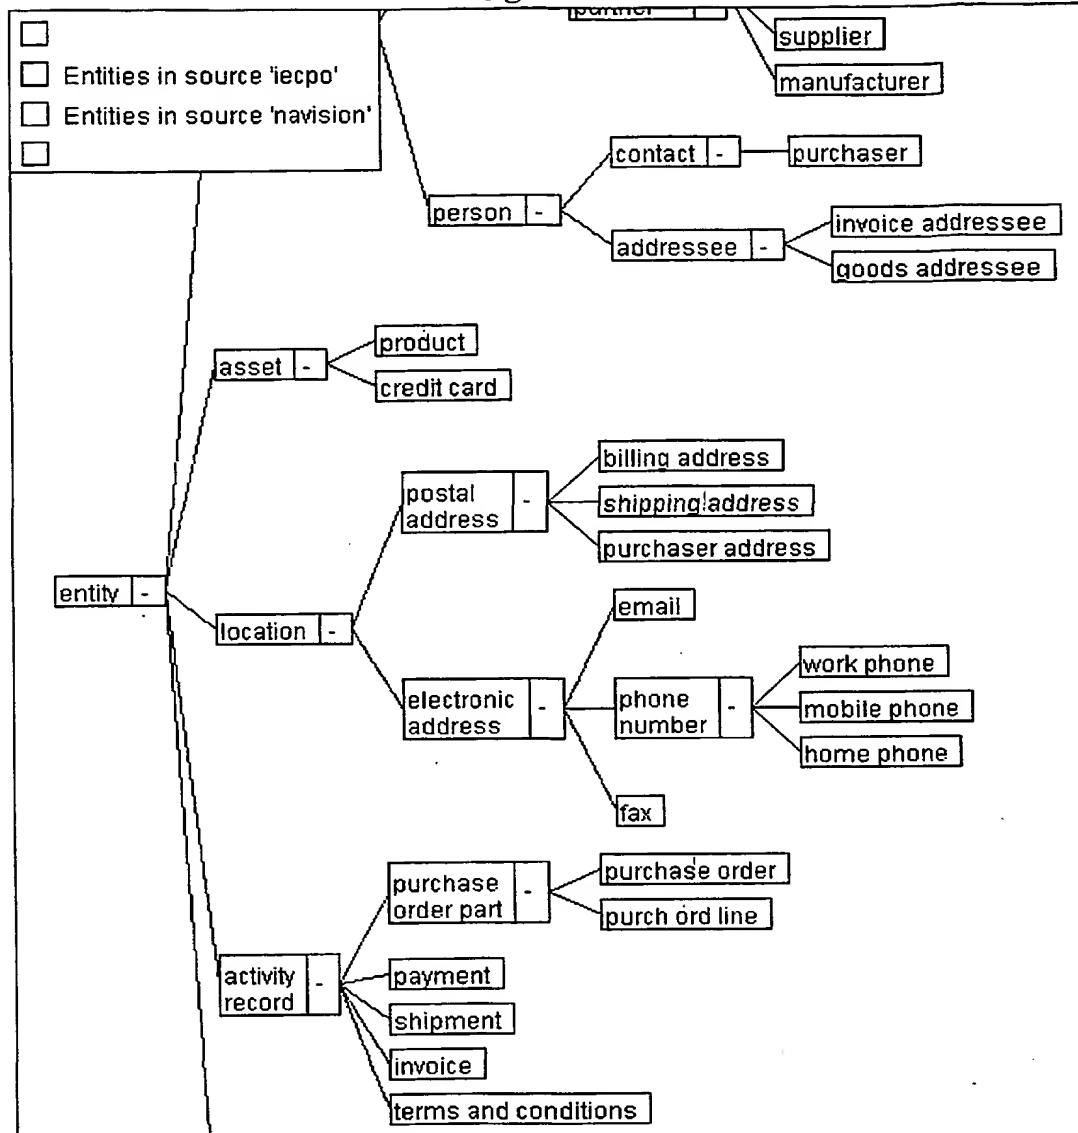 supplier
Entities in source 'iecpo'
manufacturer
Entities in source 'navision'
contact -
purchaser
person -
invoice addressee
addressee -
goods addressee
product
asset -
credit card
billing address
postal
address -
shipping address
purchaser address
entity -
email
location -
work phone
electronic
address -
phone
number -
mobile phone
home phone
fax
purchase order
purchase
order part -
purch ord line
activity
record -
payment
shipment
invoice
terms and conditions